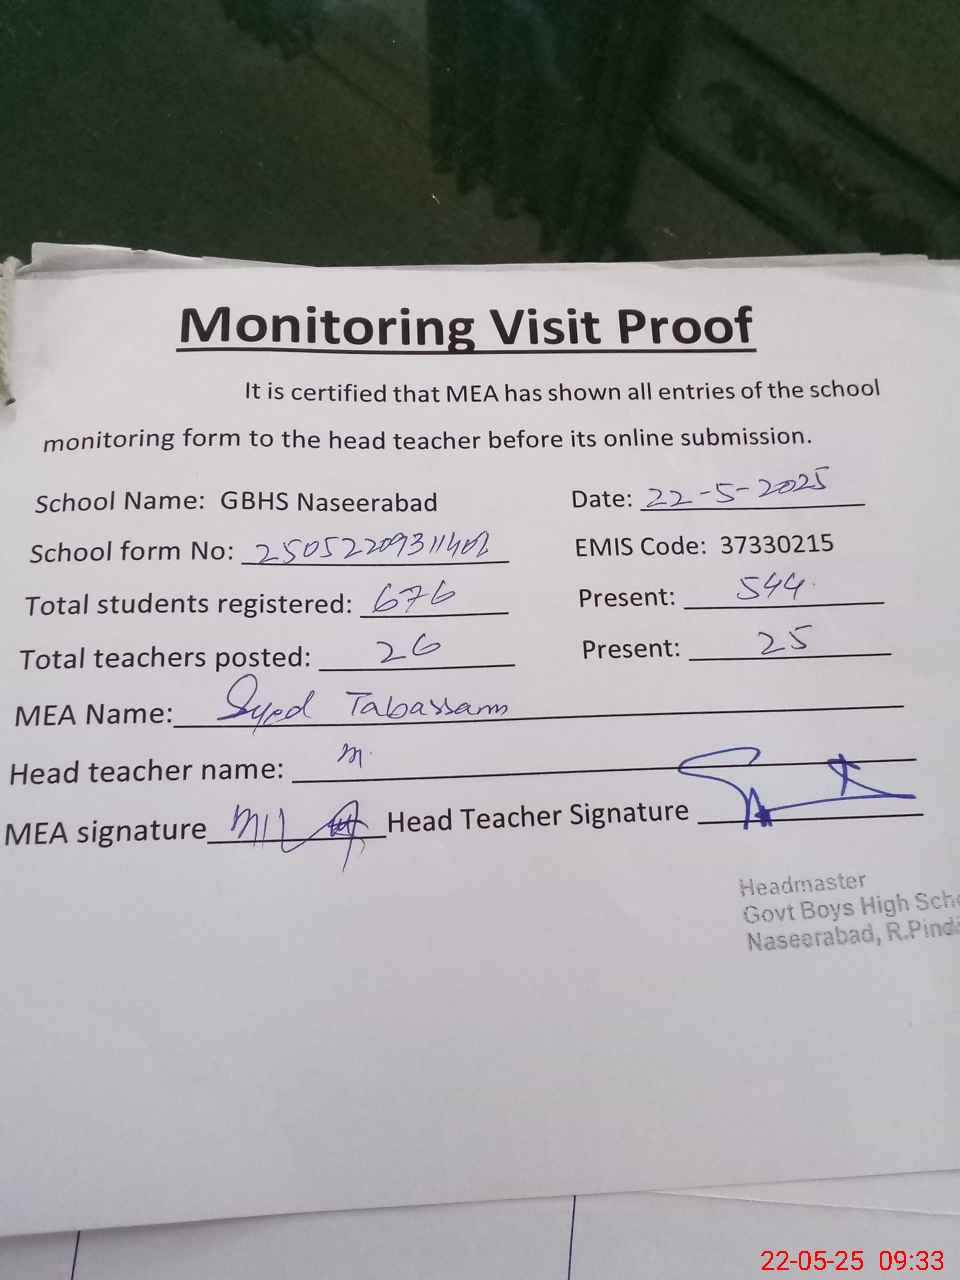 Monitoring Visit Proof
It is certified that MEA has shown all entries of the school
monitoring form to the head teacher before its online submission.
School Name: GBHS Naseerabad Date: 22-5-2025
School form No: 25052209311402 EMIS Code: 37330215
Total students registered: 676 Present: 544
Total teachers posted: 26 Present: 25
MEA Name: Syed Tabassam
Head teacher name: M.
MEA signature Head Teacher Signature
Headmaster
Govt Boys High Scho
Naseerabad, R.Pindi
22-05-25 09:33